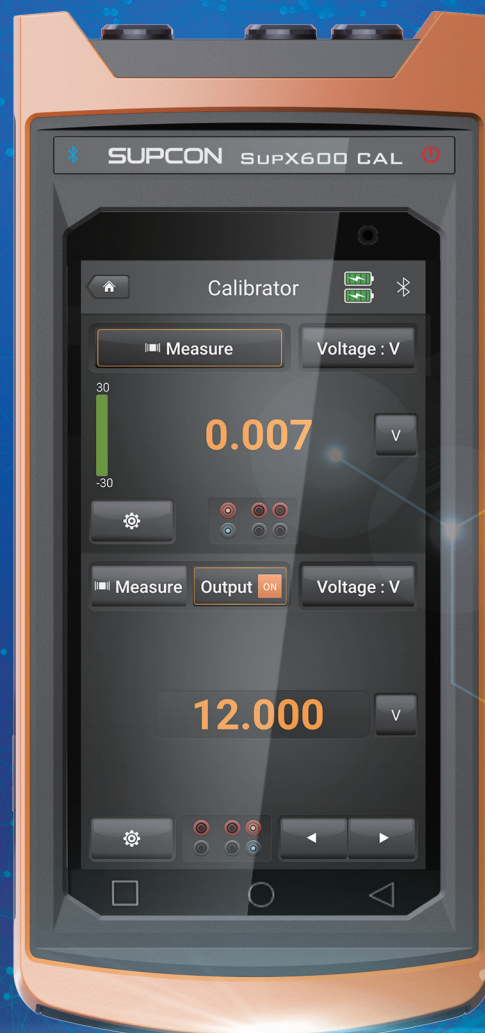 SUPCON SUPX600 CAL
Calibrator
Measure
Voltage : V
30
0.007
V
-30
Measure
Output ON
Voltage : V
12.000
V